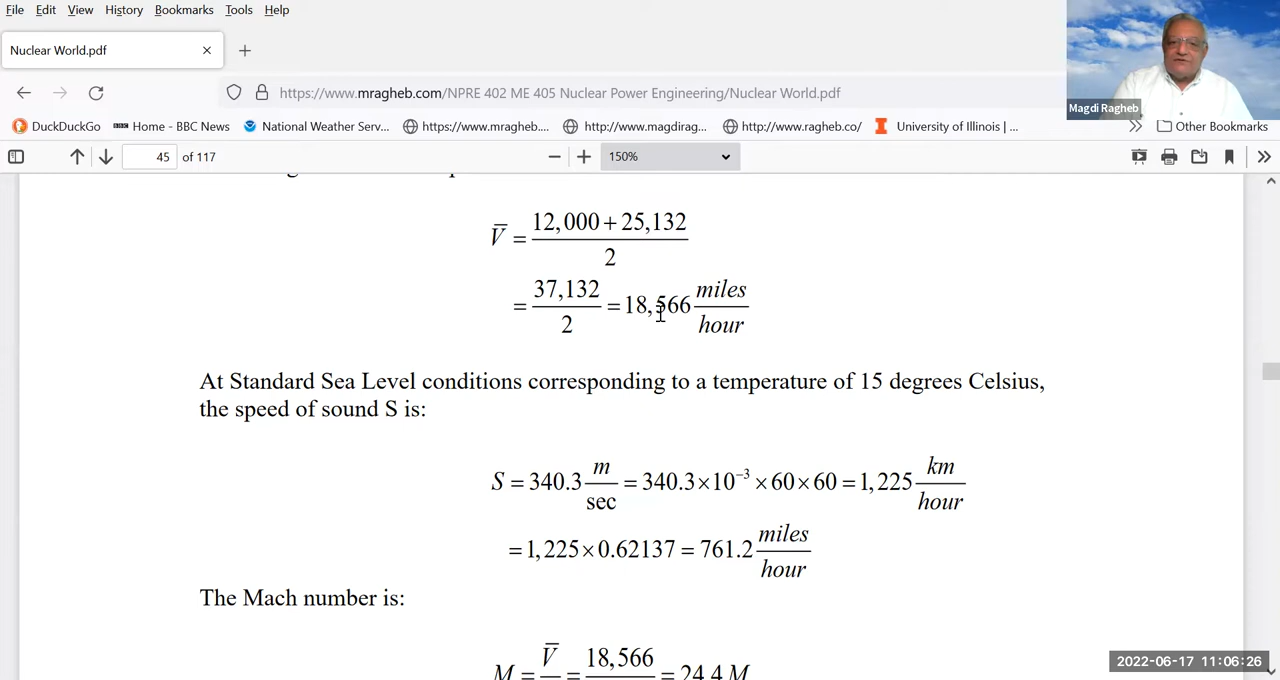 File Edit View History Bookmarks Tools Help
Nuclear World.pdf
https://www.mragheb.com/NPRE 402 ME 405 Nuclear Power Engineering/Nuclear World.pdf
Magdi Ragheb
DuckDuckGo BBC Home - BBC News National Weather Serv... https://www.mragheb.... http://www.magdirag... http://www.ragheb.co/ University of Illinois | ... Other Bookmarks
45 of 117 150%
V̅ = (12,000 + 25,132) / 2
= 37,132 / 2 = 18,566 miles / hour
At Standard Sea Level conditions corresponding to a temperature of 15 degrees Celsius,
the speed of sound S is:
S = 340.3 m / sec = 340.3×10⁻³ × 60 × 60 = 1,225 km / hour
= 1,225 × 0.62137 = 761.2 miles / hour
The Mach number is:
M = V̅ / = 18,566 / = 24.4 M
2022-06-17 11:06:26